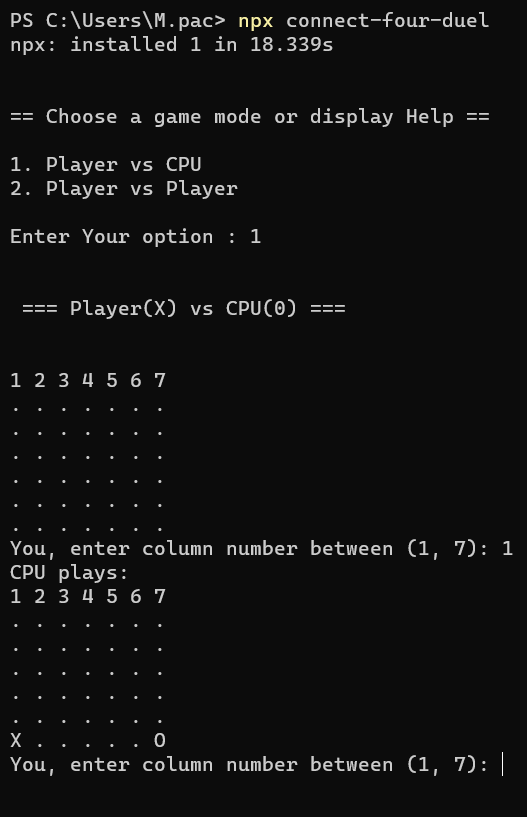 PS C:\Users\M.pac> npx connect-four-duel
npx: installed 1 in 18.339s
== Choose a game mode or display Help ==
1. Player vs CPU
2. Player vs Player
Enter Your option : 1
=== Player(X) vs CPU(0) ===
1 2 3 4 5 6 7
. . . . . . .
. . . . . . .
. . . . . . .
. . . . . . .
. . . . . . .
. . . . . . .
You, enter column number between (1, 7): 1
CPU plays:
1 2 3 4 5 6 7
. . . . . . .
. . . . . . .
. . . . . . .
. . . . . . .
. . . . . . .
X . . . . . O
You, enter column number between (1, 7):